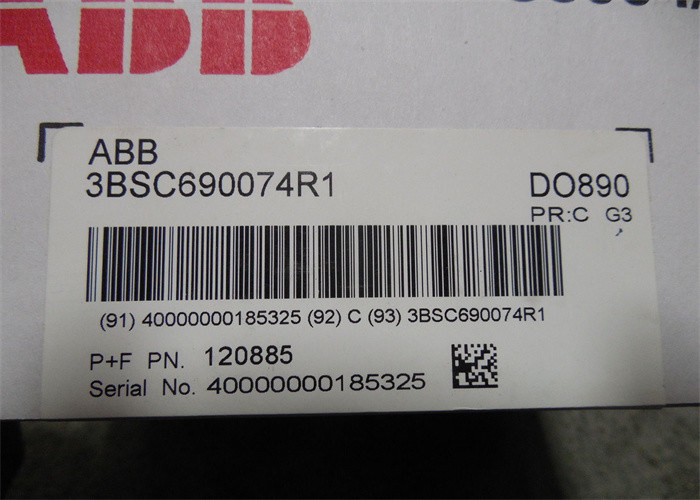 ABB
ABB
3BSC690074R1
DO890
PR:C G3
(91) 40000000185325 (92) C (93) 3BSC690074R1
P+F PN. 120885
Serial No. 40000000185325